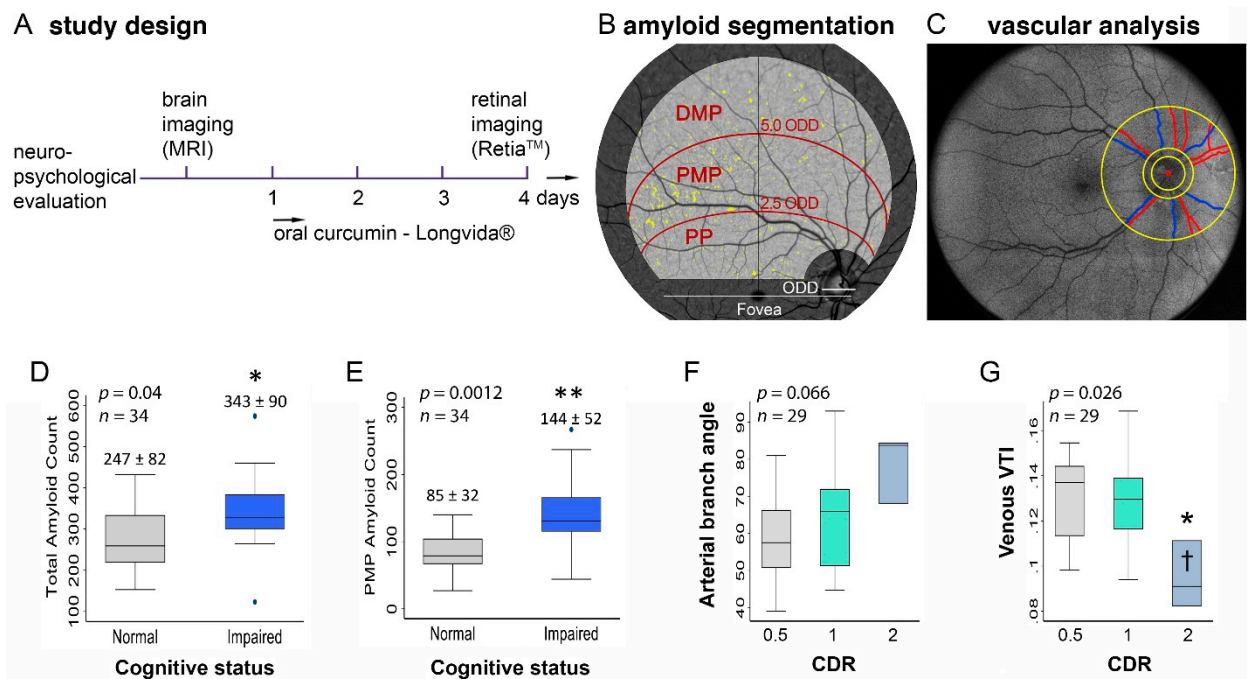 A study design
brain
imaging
(MRI)
retinal
imaging
(Retia™)
neuro-
psychological
evaluation
1 2 3 4 days
oral curcumin - Longvida®
B amyloid segmentation
DMP
5.0 ODD
PMP
2.5 ODD
PP
ODD
Fovea
C vascular analysis
D
p = 0.04
n = 34
*
343 ± 90
247 ± 82
Total Amyloid Count
600
500
400
300
200
100
Normal Impaired
Cognitive status
E
p = 0.0012
n = 34
**
144 ± 52
85 ± 32
PMP Amyloid Count
300
200
100
0
Normal Impaired
Cognitive status
F
p = 0.066
n = 29
Arterial branch angle
90
80
70
60
50
40
0.5 1 2
CDR
G
p = 0.026
n = 29
Venous VTI
.16
.14
.12
.1
.08
*
†
0.5 1 2
CDR